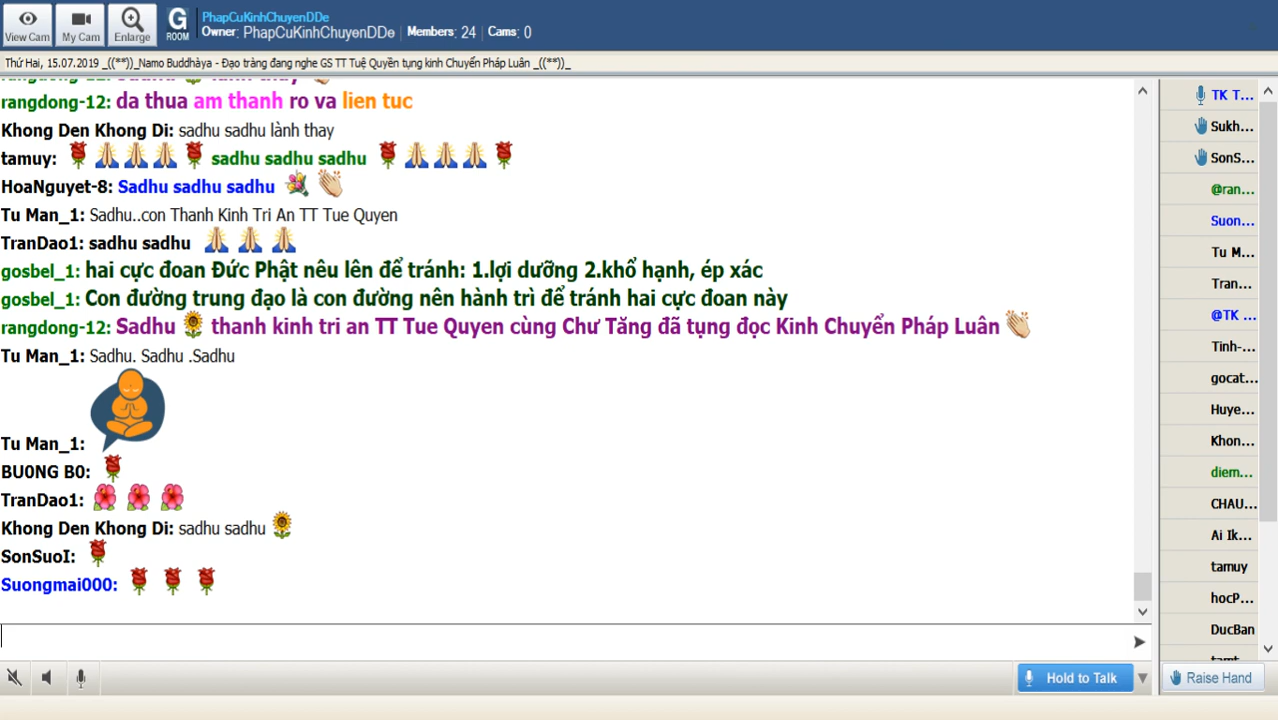 View Cam
My Cam
Enlarge
G
ROOM
PhapCuKinhChuyenDDe
Owner: PhapCuKinhChuyenDDe | Members: 24 | Cams: 0
Thứ Hai, 15.07.2019 _((**))_Namo Buddhàya - Đạo tràng đang nghe GS TT Tuệ Quyền tụng kinh Chuyển Pháp Luân _((**))_
rangdong-12: da thua am thanh ro va lien tuc
Khong Den Khong Di: sadhu sadhu lành thay
tamuy: sadhu sadhu sadhu
HoaNguyet-8: Sadhu sadhu sadhu
Tu Man_1: Sadhu..con Thanh Kinh Tri An TT Tue Quyen
TranDao1: sadhu sadhu
gosbel_1: hai cực đoan Đức Phật nêu lên để tránh: 1.lợi dưỡng 2.khổ hạnh, ép xác
gosbel_1: Con đường trung đạo là con đường nên hành trì để tránh hai cực đoan này
rangdong-12: Sadhu thanh kinh tri an TT Tue Quyen cùng Chư Tăng đã tụng đọc Kinh Chuyển Pháp Luân
Tu Man_1: Sadhu. Sadhu .Sadhu
Tu Man_1:
BU0NG B0:
TranDao1:
Khong Den Khong Di: sadhu sadhu
SonSuoI:
Suongmai000:
Hold to Talk
TK T...
Sukh...
SonS...
@ran...
Suon...
Tu M...
Tran...
@TK ...
Tinh-...
gocat...
Huye...
Khon...
diem...
CHAU...
Ai Ik...
tamuy
hocP...
DucBan
Raise Hand